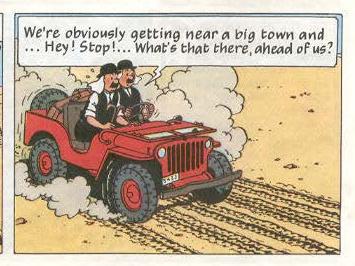 We're obviously getting near a big town and
... Hey! Stop!... What's that there, ahead of us?